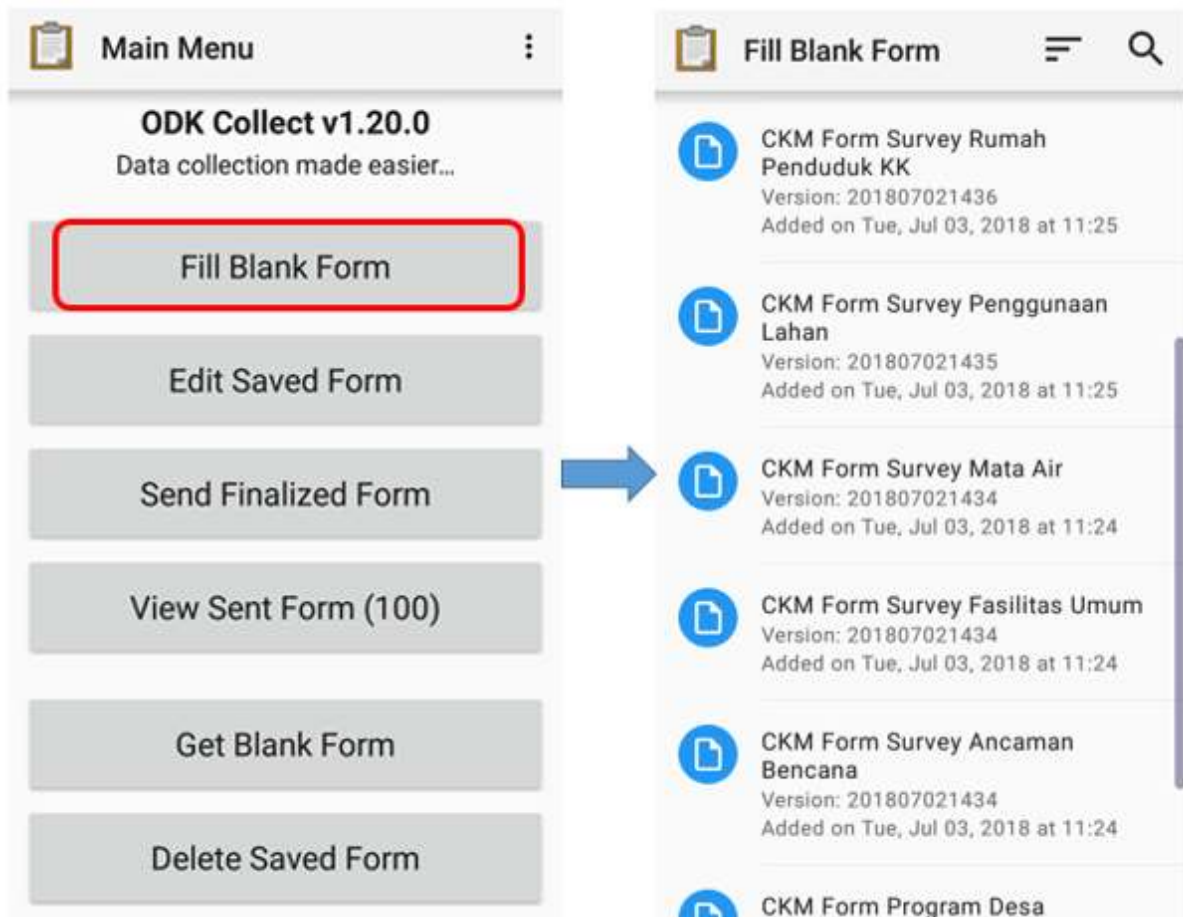 Main Menu
ODK Collect v1.20.0
Data collection made easier...
Fill Blank Form
Edit Saved Form
Send Finalized Form
View Sent Form (100)
Get Blank Form
Delete Saved Form
Fill Blank Form
CKM Form Survey Rumah
Penduduk KK
Version: 201807021436
Added on Tue, Jul 03, 2018 at 11:25
CKM Form Survey Penggunaan
Lahan
Version: 201807021435
Added on Tue, Jul 03, 2018 at 11:25
CKM Form Survey Mata Air
Version: 201807021434
Added on Tue, Jul 03, 2018 at 11:24
CKM Form Survey Fasilitas Umum
Version: 201807021434
Added on Tue, Jul 03, 2018 at 11:24
CKM Form Survey Ancaman
Bencana
Version: 201807021434
Added on Tue, Jul 03, 2018 at 11:24
CKM Form Program Desa